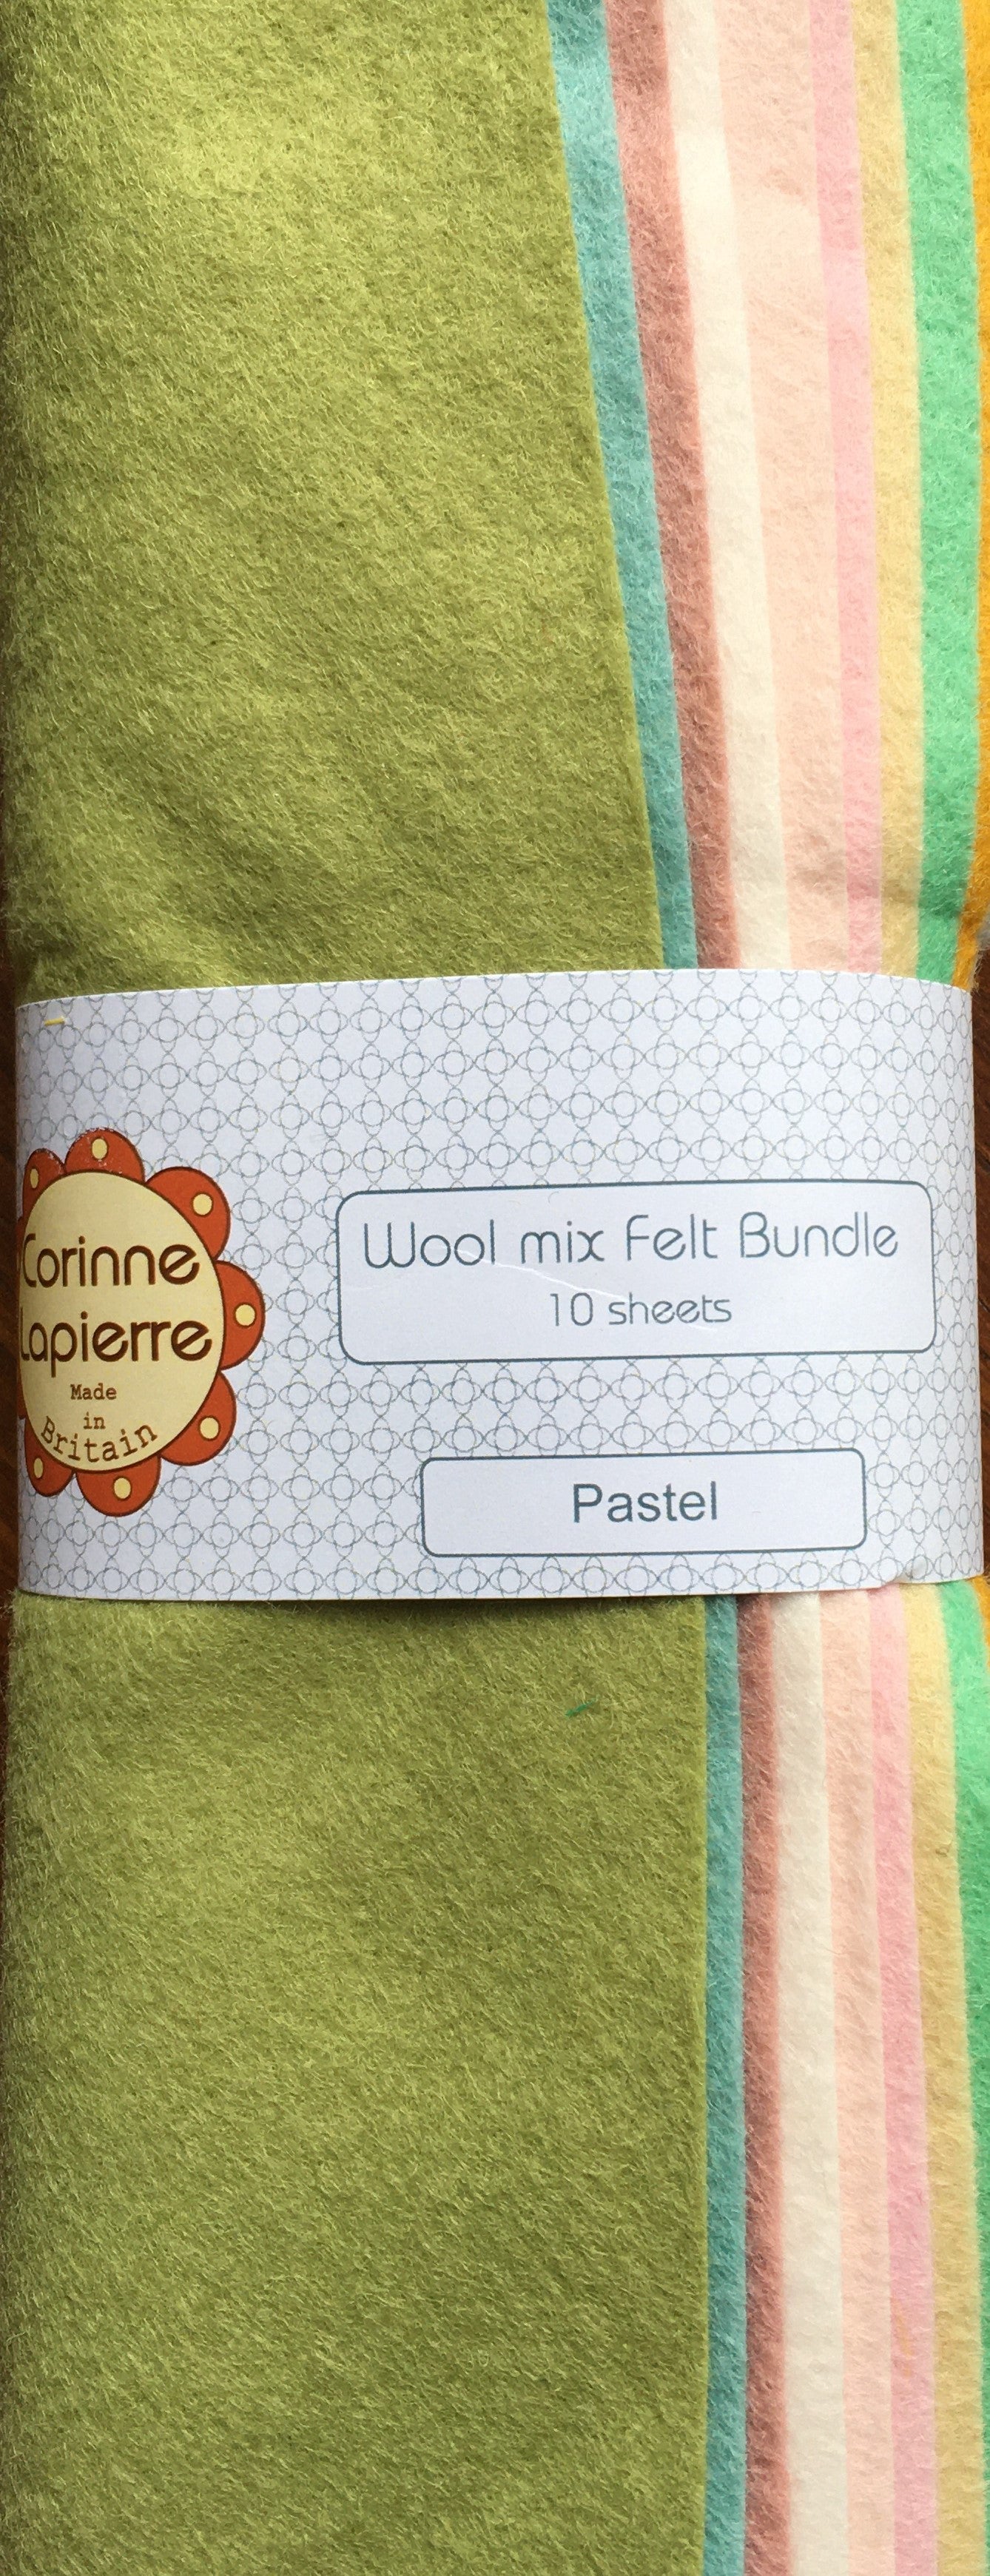 Corinne
Lapierre
Made
in
Britain
Wool mix Felt Bundle
10 sheets
Pastel